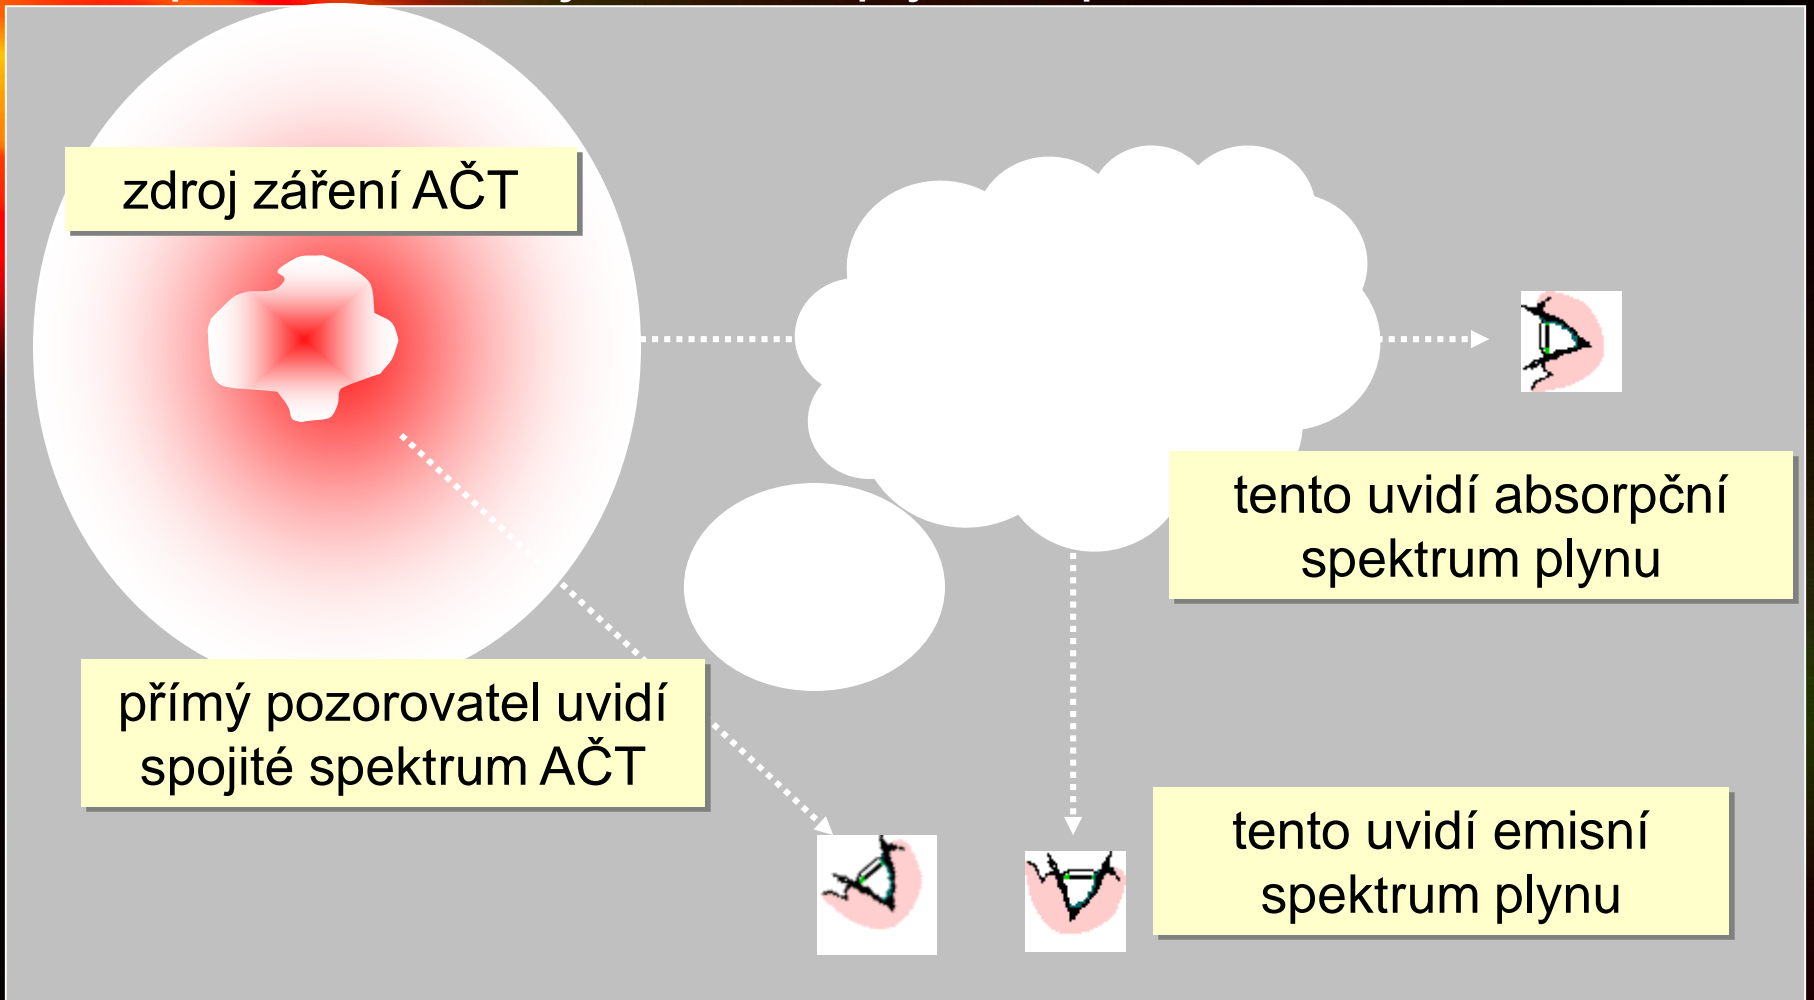 zdroj záření AČT
tento uvidí absorpční
spektrum plynu
přímý pozorovatel uvidí
spojité spektrum AČT
tento uvidí emisní
spektrum plynu